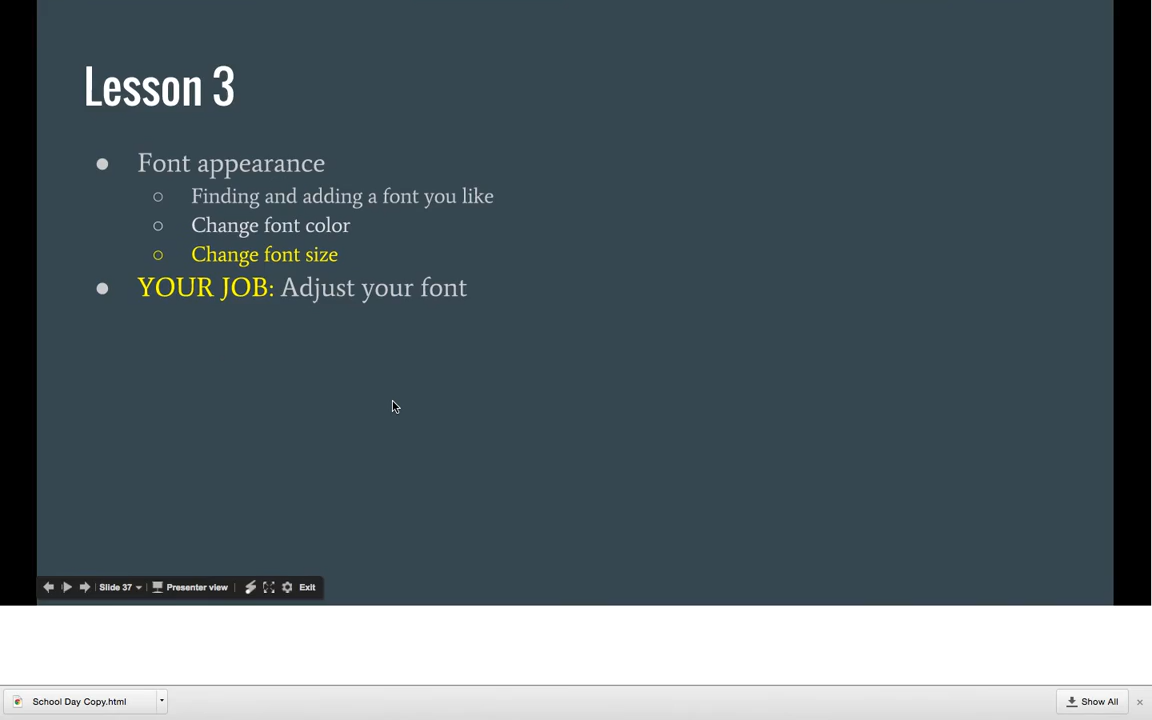 Lesson 3
● Font appearance
○ Finding and adding a font you like
○ Change font color
○ Change font size
● YOUR JOB: Adjust your font
Slide 37 Presenter view Exit
School Day Copy.html Show All